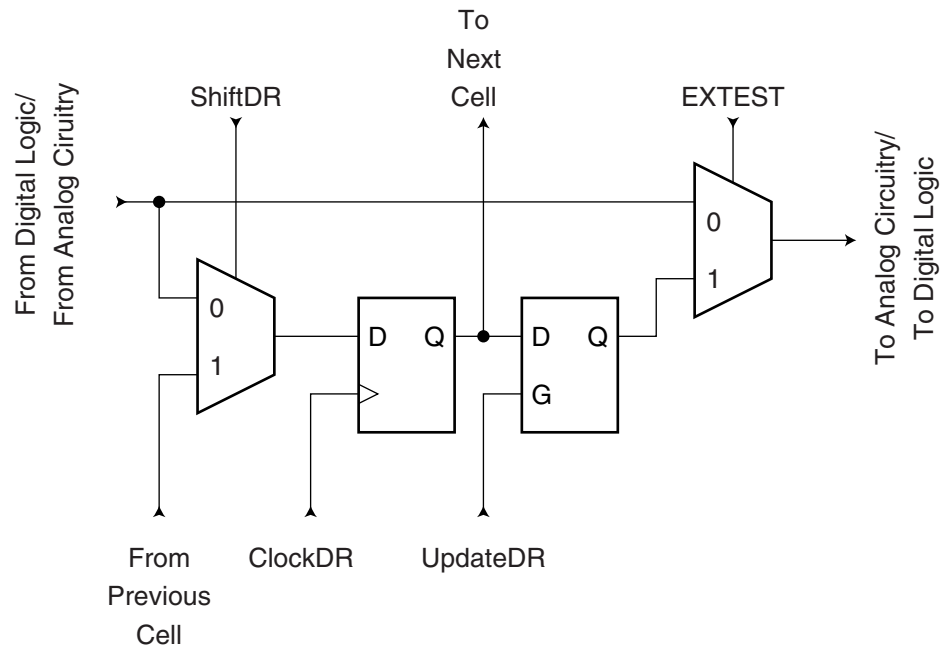 To
Next
Cell
ShiftDR
EXTEST
From Digital Logic/
From Analog Ciruitry
0
1
D Q
D Q
G
0
1
To Analog Circuitry/
To Digital Logic
From
Previous
Cell
ClockDR
UpdateDR